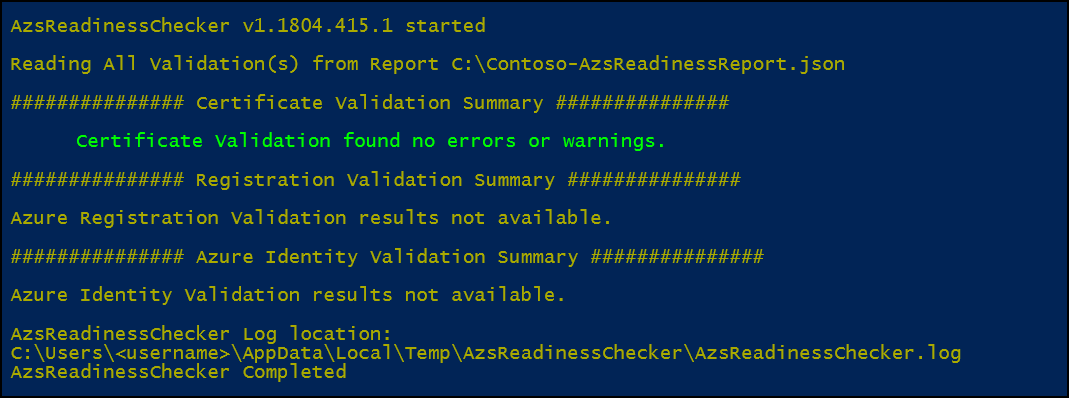 AzsReadinessChecker v1.1804.415.1 started
Reading All Validation(s) from Report C:\Contoso-AzsReadinessReport.json
############### Certificate Validation Summary ###############
Certificate Validation found no errors or warnings.
############### Registration Validation Summary ###############
Azure Registration Validation results not available.
############### Azure Identity Validation Summary ###############
Azure Identity Validation results not available.
AzsReadinessChecker Log location:
C:\Users\<username>\AppData\Local\Temp\AzsReadinessChecker\AzsReadinessChecker.log
AzsReadinessChecker Completed